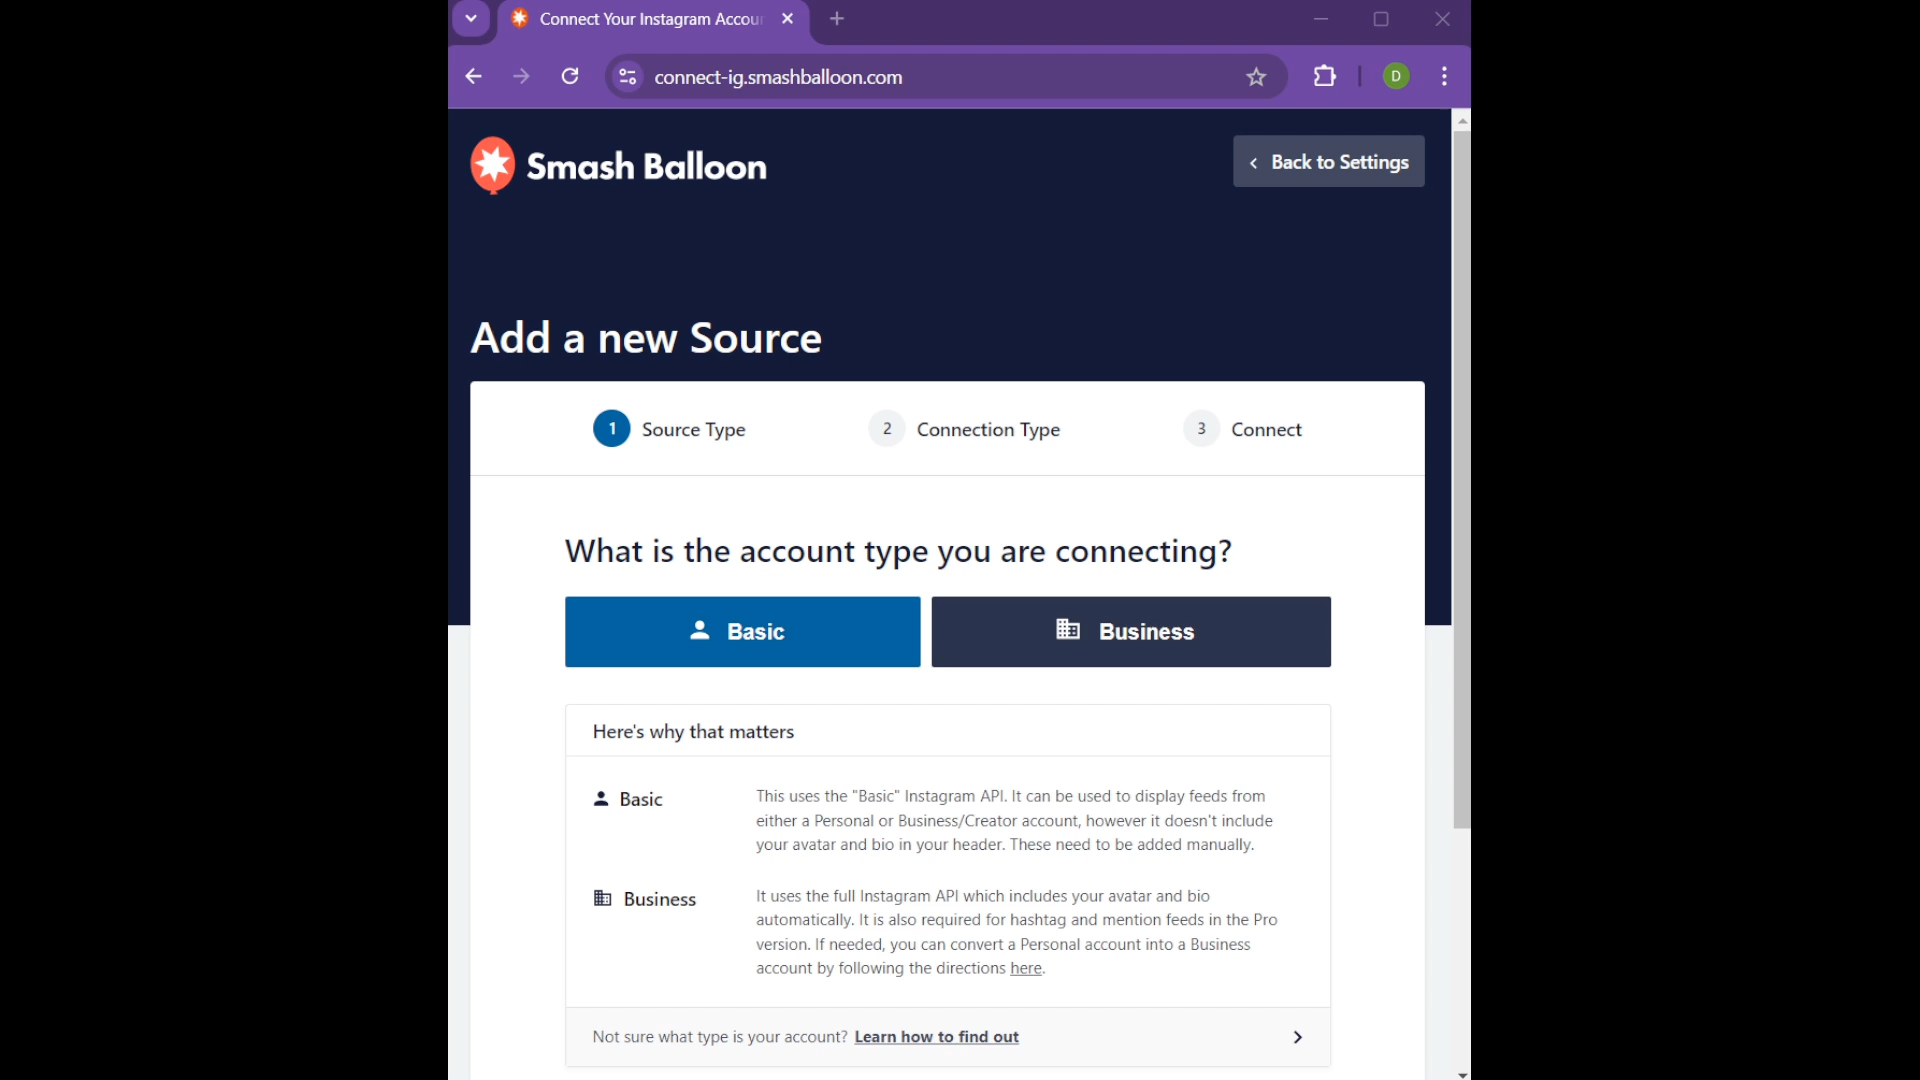 Connect Your Instagram Accou
connect-ig.smashballoon.com
D
Smash Balloon
Back to Settings
Add a new Source
1 Source Type
2 Connection Type
3 Connect
What is the account type you are connecting?
Basic
Business
Here's why that matters
Basic
This uses the "Basic" Instagram API. It can be used to display feeds from
either a Personal or Business/Creator account, however it doesn't include
your avatar and bio in your header. These need to be added manually.
Business
It uses the full Instagram API which includes your avatar and bio
automatically. It is also required for hashtag and mention feeds in the Pro
version. If needed, you can convert a Personal account into a Business
account by following the directions here.
Not sure what type is your account? Learn how to find out